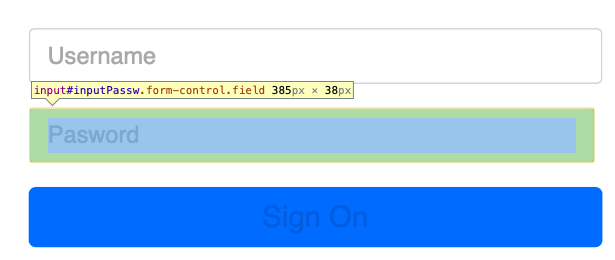 Username
input#inputPassw.form-control.field 385px × 38px
Pasword
Sign On